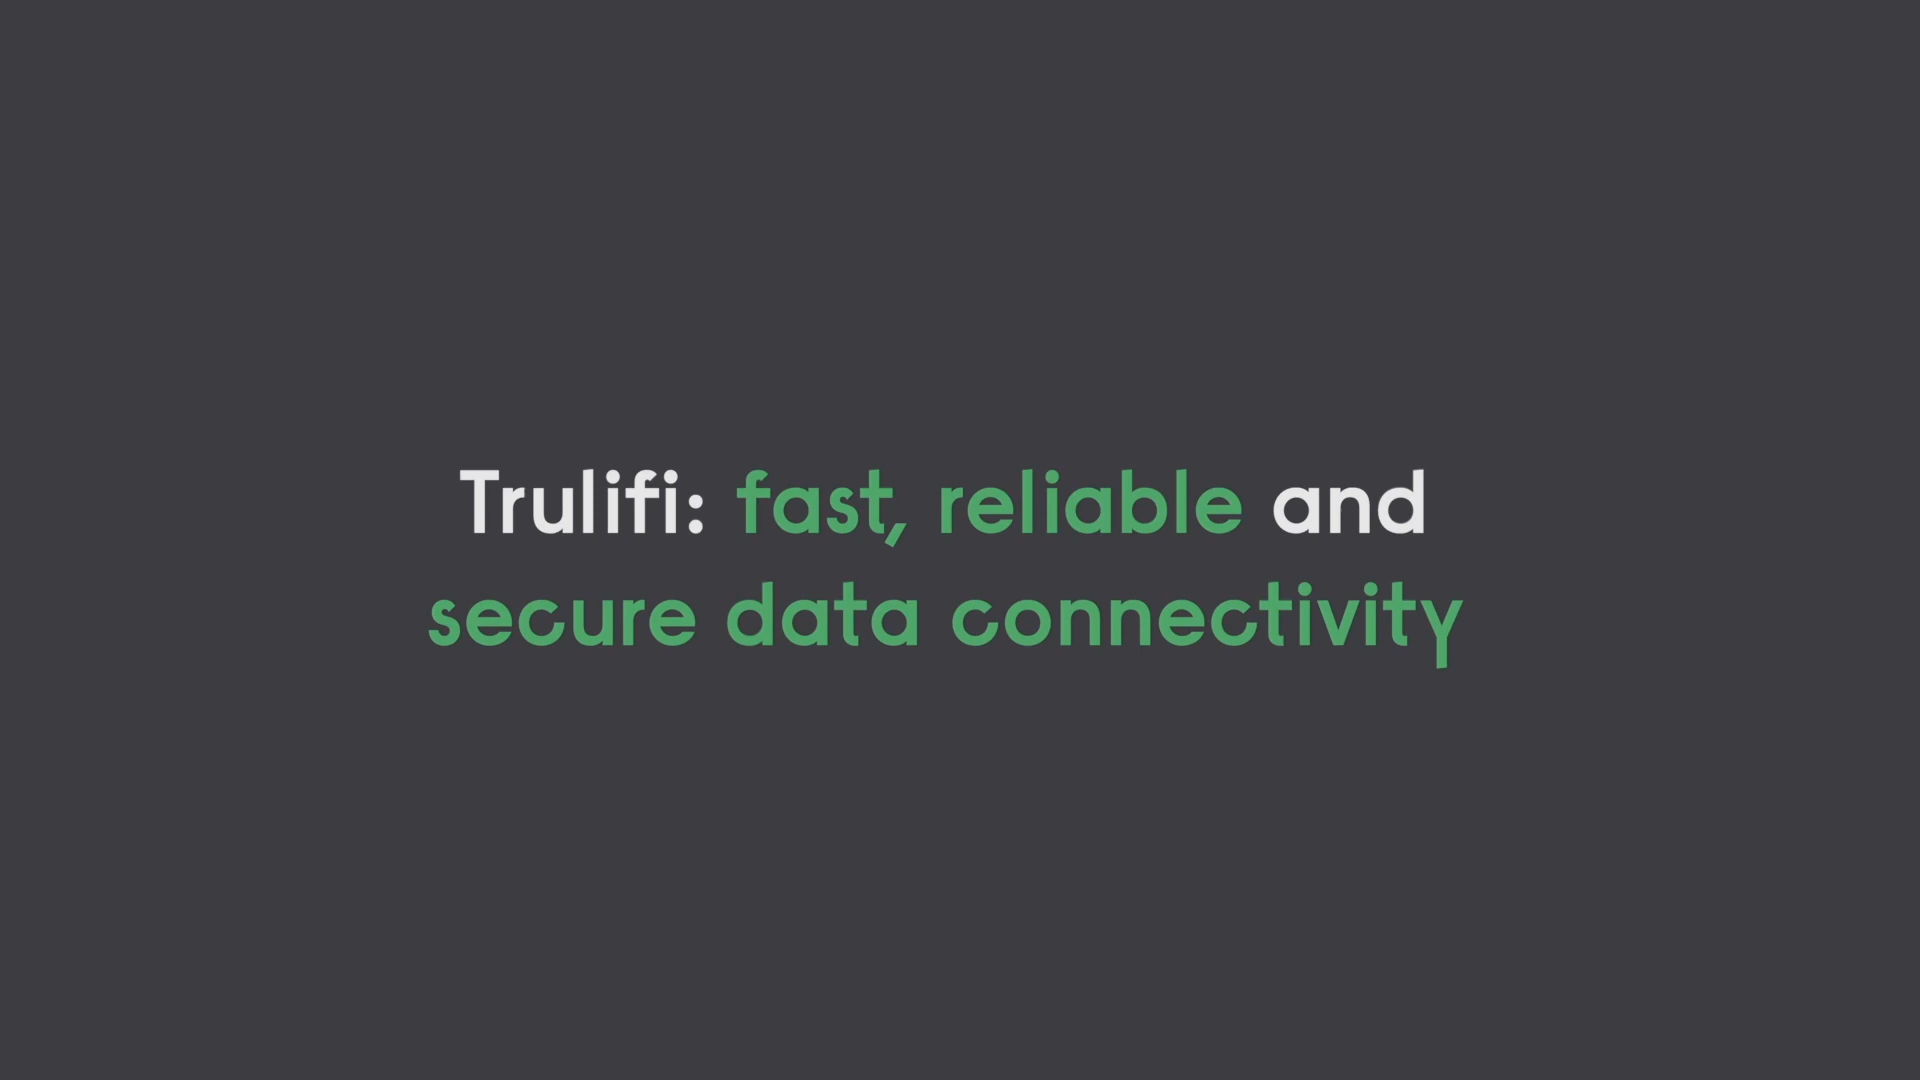 Trulifi: fast, reliable and
secure data connectivity